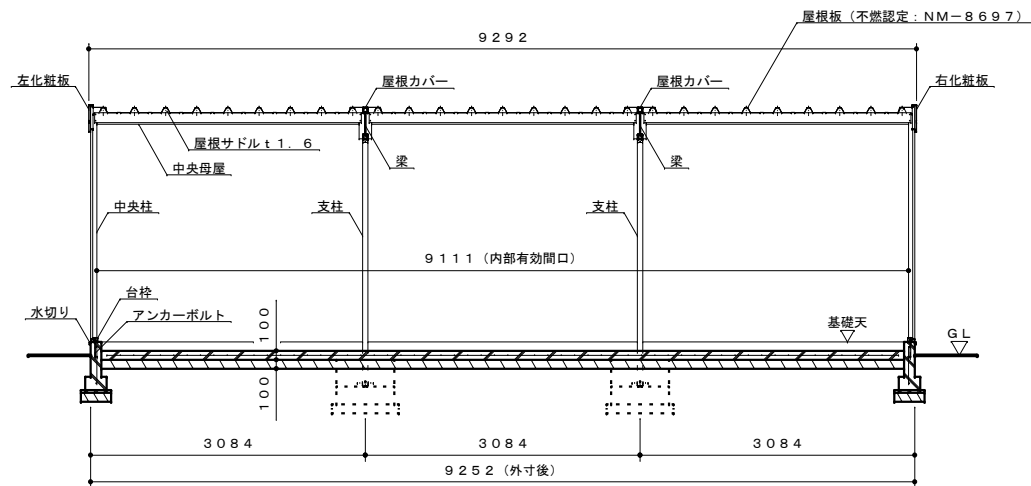 屋根板（不燃認定：NM－8697）
9292
左化粧板
屋根カバー
屋根カバー
右化粧板
屋根サドルｔ1．6
中央母屋
梁
梁
中央柱
支柱
支柱
9111（内部有効間口）
台枠
水切り
アンカーボルト
100
基礎天
GL
100
3084
3084
3084
9252（外寸後）